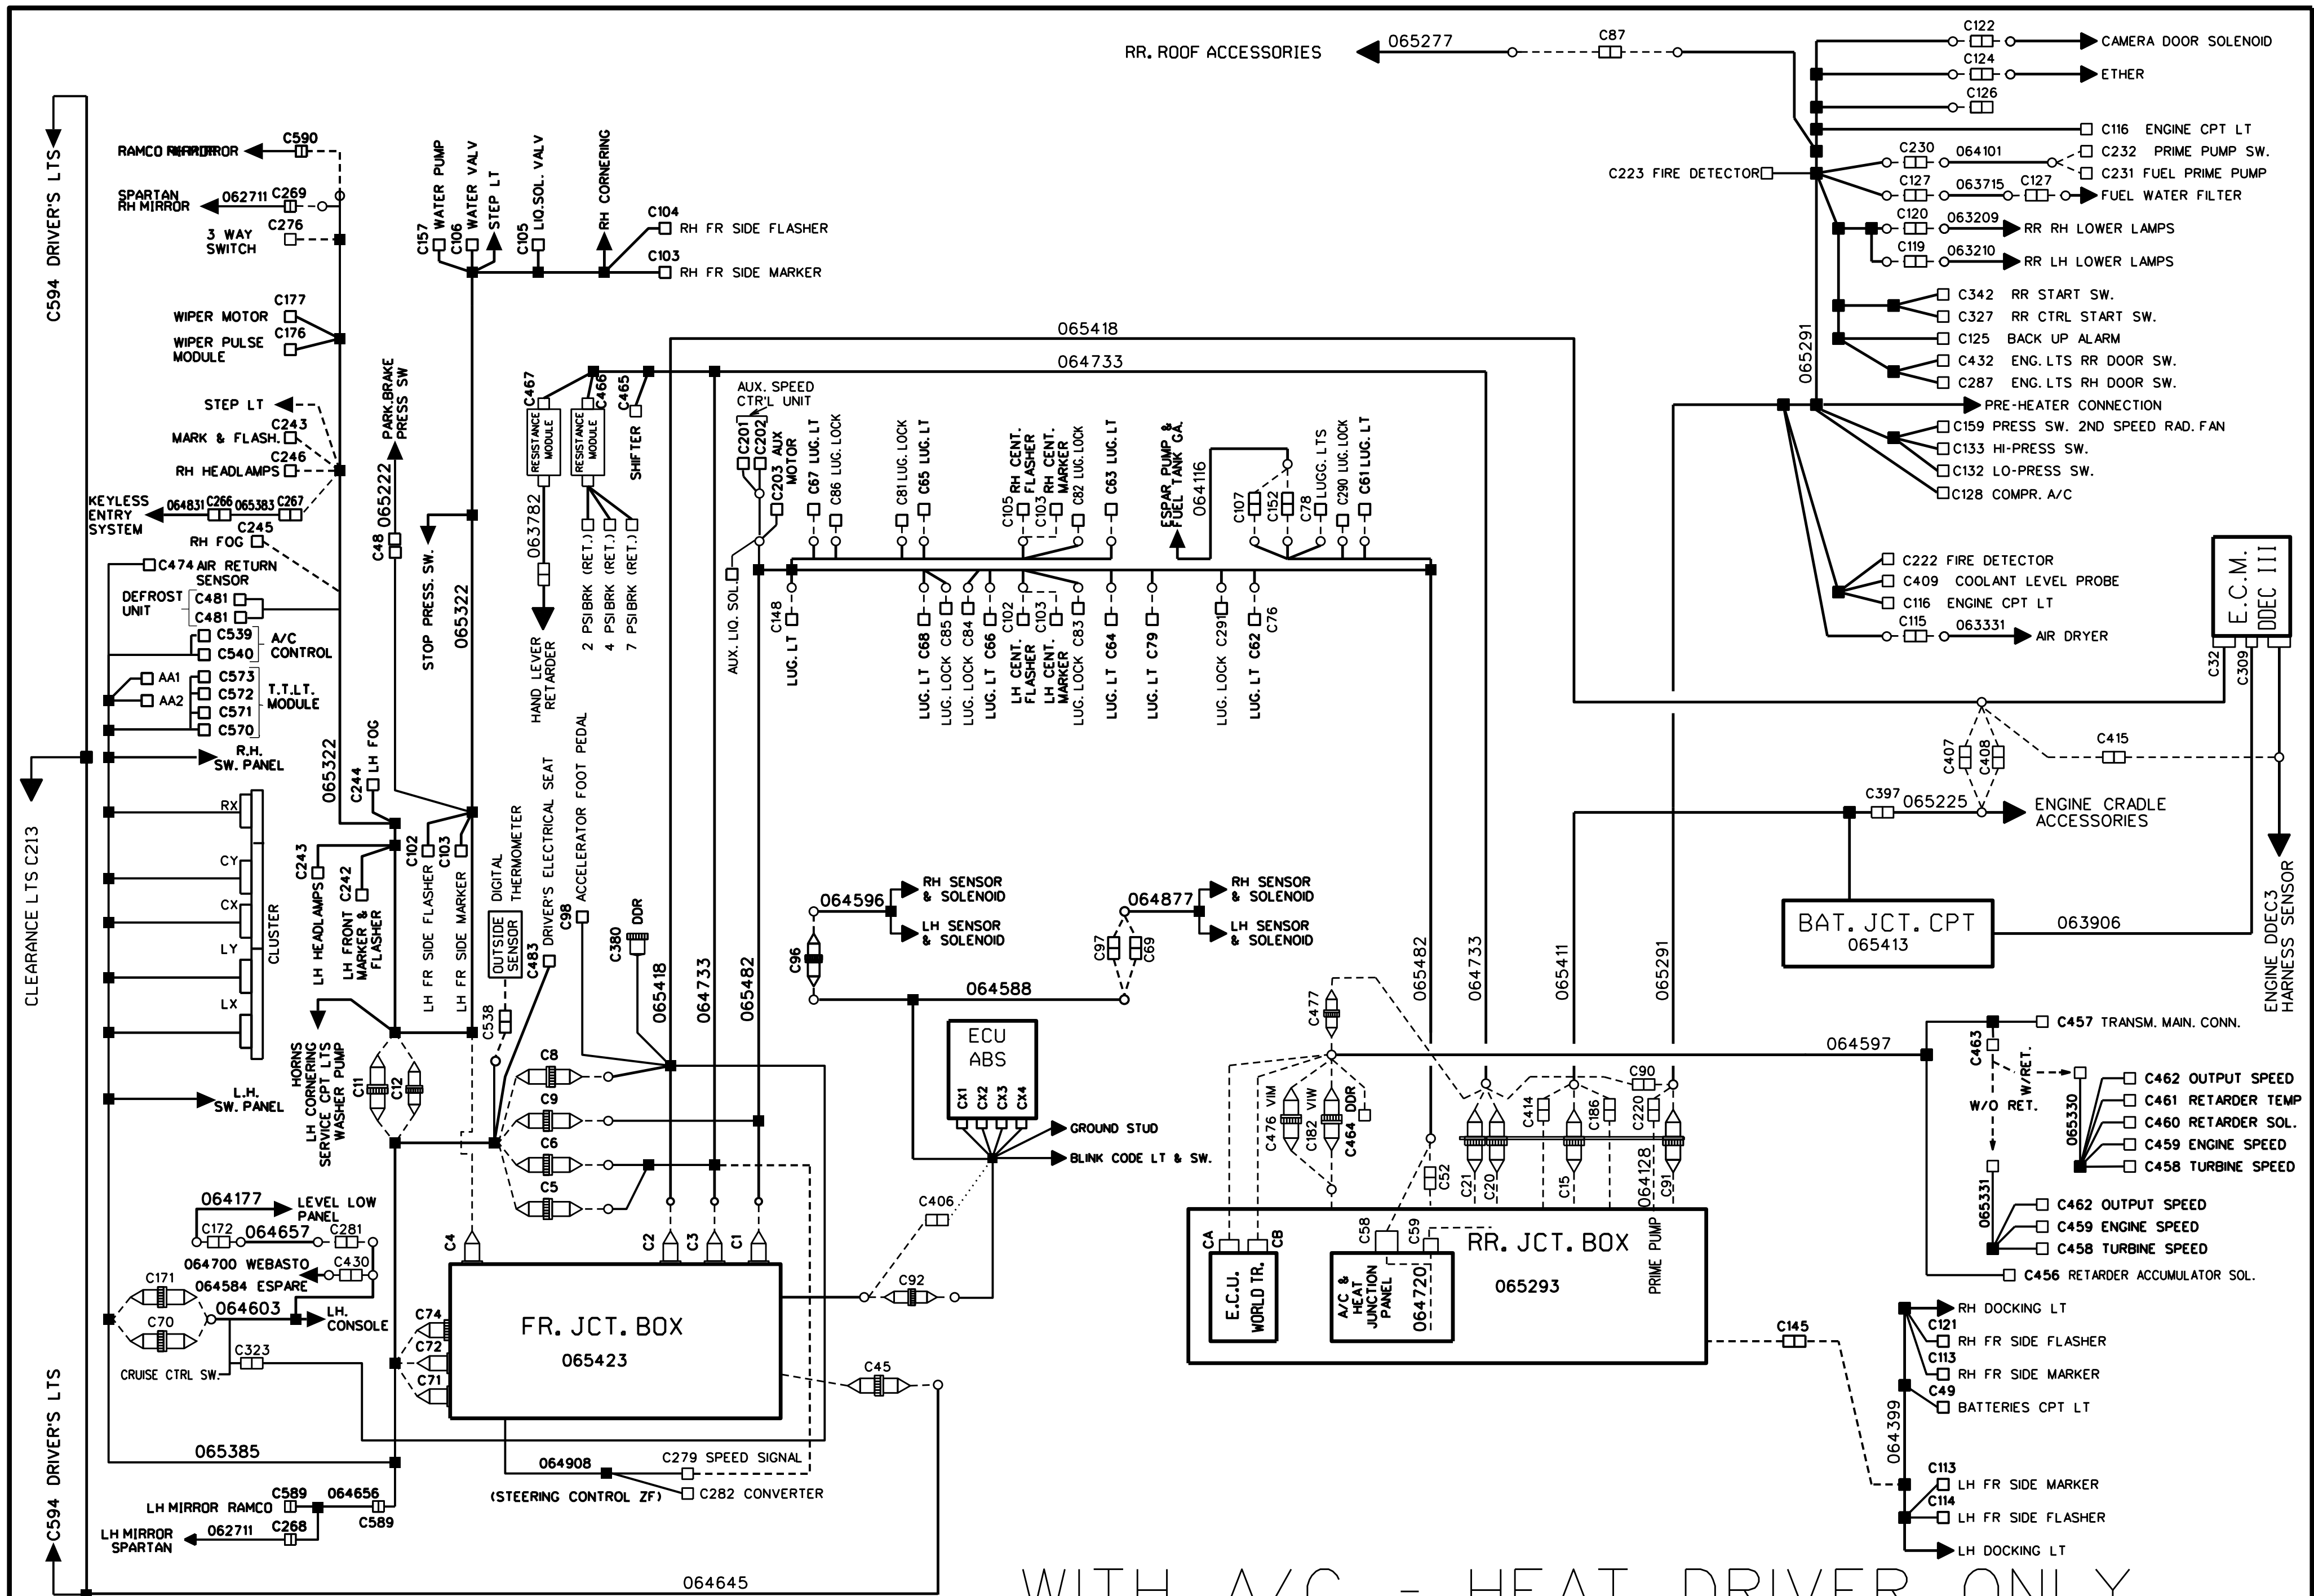 RR. ROOF ACCESSORIES
065277
C87
C122
CAMERA DOOR SOLENOID
C124
ETHER
C126
C116 ENGINE CPT LT
C223 FIRE DETECTOR
C230
064101
C232 PRIME PUMP SW.
C231 FUEL PRIME PUMP
C127
063715
C127
FUEL WATER FILTER
C120
063209
RR RH LOWER LAMPS
C119
063210
RR LH LOWER LAMPS
C342 RR START SW.
C327 RR CTRL START SW.
C125 BACK UP ALARM
C432 ENG. LTS RR DOOR SW.
C287 ENG. LTS RH DOOR SW.
065291
PRE-HEATER CONNECTION
C159 PRESS SW. 2ND SPEED RAD. FAN
C133 HI-PRESS SW.
C132 LO-PRESS SW.
C128 COMPR. A/C
C222 FIRE DETECTOR
C409 COOLANT LEVEL PROBE
C116 ENGINE CPT LT
C115
063331
AIR DRYER
E.C.M.
DDEC III
C32
C309
C594 DRIVER'S LTS
C590
RAMCO
C269
062711
SPARTAN
RH MIRROR
C276
3 WAY
SWITCH
C177
WIPER MOTOR
C176
WIPER PULSE
MODULE
STEP LT
C243
MARK & FLASH.
C246
RH HEADLAMPS
KEYLESS
ENTRY
SYSTEM
064831
C266
065383
C267
C245
RH FOG
C474 AIR RETURN
SENSOR
DEFROST
UNIT
C481
C481
C539
C540
A/C
CONTROL
AA1
AA2
C573
C572
C571
C570
T.T.LT.
MODULE
R.H.
SW. PANEL
RX
CY
CX
LY
LX
CLUSTER
L.H.
SW. PANEL
CLEARANCE LTS C213
C157
WATER PUMP
C106
WATER VALV
STEP LT
C105
LIQ.SOL. VALV
RH CORNERING
C104
RH FR SIDE FLASHER
C103
RH FR SIDE MARKER
PARK.BRAKE
PRESS SW
065222
C48
STOP PRESS. SW.
065322
065322
C244
LH FOG
C243
LH HEADLAMPS
C242
LH FRONT
MARKER &
FLASHER
C102
LH FR SIDE FLASHER
C103
LH FR SIDE MARKER
HORNS
LH CORNERING
SERVICE CPT LTS
WASHER PUMP
C11
C12
065418
064733
C467
RESISTANCE
MODULE
C466
RESISTANCE
MODULE
C465
SHIFTER
063782
HAND LEVER
RETARDER
2 PSI BRK (RET.)
4 PSI BRK (RET.)
7 PSI BRK (RET.)
AUX. SPEED
CTR'L UNIT
C201
C202
C203 AUX
MOTOR
AUX. LIQ. SOL.
C67 LUG. LT
C86 LUG. LOCK
C81 LUG. LOCK
C65 LUG. LT
C105
RH CENT.
FLASHER
C103
RH CENT.
MARKER
C82 LUG. LOCK
C63 LUG. LT
ESPAR PUMP &
FUEL TANK GA.
064116
C107
C152
C78
LUGG. LTS
C290 LUG. LOCK
C61 LUG. LT
C148
LUG. LT
LUG. LT C68
LUG. LOCK C85
LUG. LOCK C84
LUG. LT C66
C102
LH CENT.
FLASHER
C103
LH CENT.
MARKER
LUG. LOCK C83
LUG. LT C64
LUG. LT C79
LUG. LOCK C291
LUG. LT C62
C76
C407
C408
C415
C397
065225
ENGINE CRADLE
ACCESSORIES
BAT. JCT. CPT
065413
063906
ENGINE DDEC3
HARNESS SENSOR
DIGITAL
THERMOMETER
OUTSIDE
SENSOR
C538
C483
DRIVER'S ELECTRICAL SEAT
C98
ACCELERATOR FOOT PEDAL
C380
DDR
065418
064733
065482
C8
C9
C6
C5
C4
C2
C3
C1
064596
RH SENSOR
& SOLENOID
LH SENSOR
& SOLENOID
C96
064877
RH SENSOR
& SOLENOID
LH SENSOR
& SOLENOID
C97
C69
064588
ECU
ABS
CX1
CX2
CX3
CX4
GROUND STUD
BLINK CODE LT & SW.
C406
C92
C45
065482
064733
065411
065291
C477
C476 VIM
C182 VIW
C464 DDR
C52
C21
C20
C414
C15
C186
C220
C90
064128
C91
PRIME PUMP
CA
CB
E.C.U.
WORLD TR.
C58
C59
A/C &
HEAT
JUNCTION
PANEL
064720
RR. JCT. BOX
065293
064597
C457 TRANSM. MAIN. CONN.
C463
W/RET.
W/O RET.
065330
C462 OUTPUT SPEED
C461 RETARDER TEMP
C460 RETARDER SOL.
C459 ENGINE SPEED
C458 TURBINE SPEED
065331
C462 OUTPUT SPEED
C459 ENGINE SPEED
C458 TURBINE SPEED
C456 RETARDER ACCUMULATOR SOL.
C145
RH DOCKING LT
C121
RH FR SIDE FLASHER
C113
RH FR SIDE MARKER
C49
BATTERIES CPT LT
064399
C113
LH FR SIDE MARKER
C114
LH FR SIDE FLASHER
LH DOCKING LT
064177
LEVEL LOW
PANEL
C172
064657
C281
064700 WEBASTO
C430
064584 ESPARE
C171
064603
LH.
CONSOLE
C70
C323
CRUISE CTRL SW.
C74
C72
C71
FR. JCT. BOX
065423
065385
064908
(STEERING CONTROL ZF)
C279 SPEED SIGNAL
C282 CONVERTER
LH MIRROR RAMCO
C589
064656
C589
LH MIRROR
SPARTAN
062711
C268
C594 DRIVER'S LTS
064645
WITH A/C - HEAT DRIVER ONLY